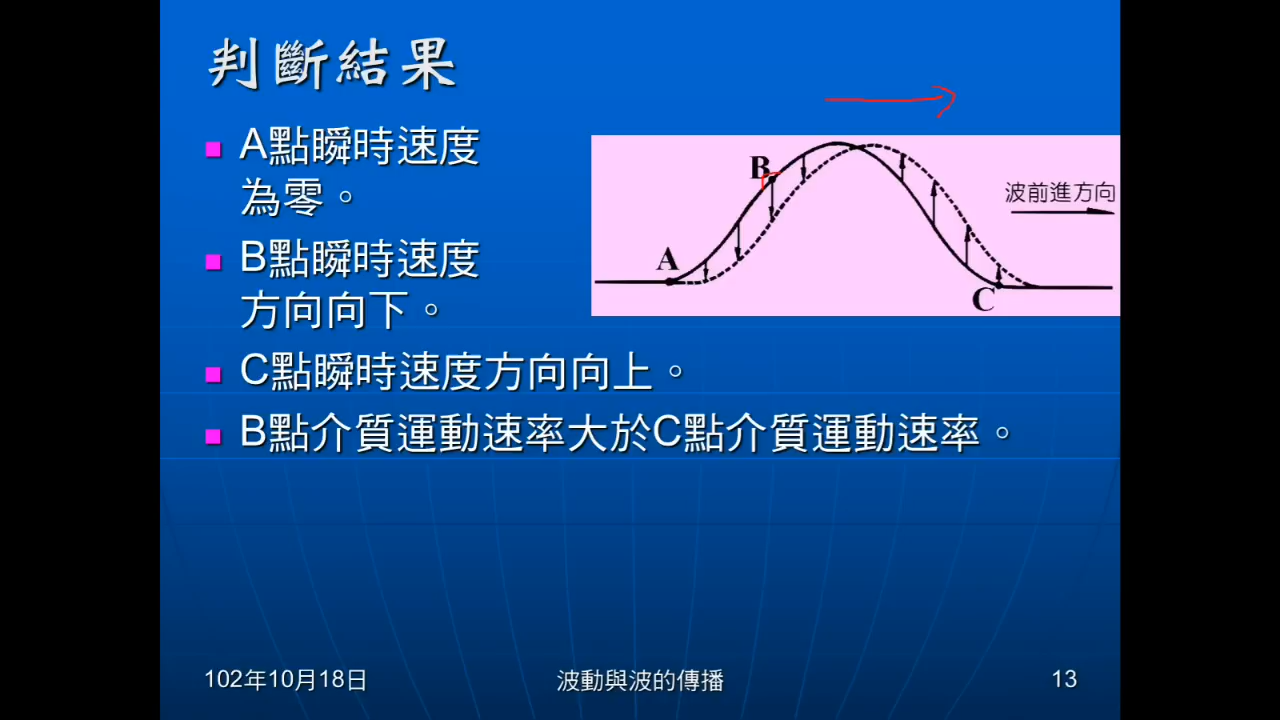 判斷結果
A點瞬時速度
為零。
B點瞬時速度
方向向下。
C點瞬時速度方向向上。
B點介質運動速率大於C點介質運動速率。
B
A
C
波前進方向
102年10月18日
波動與波的傳播
13